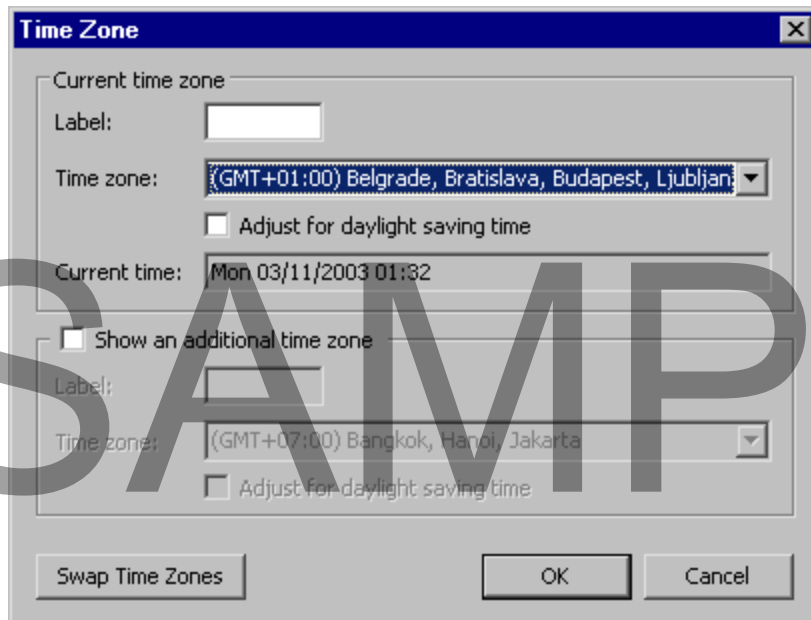 Time Zone
Current time zone
Label:
Time zone: (GMT+01:00) Belgrade, Bratislava, Budapest, Ljubljan
Adjust for daylight saving time
Current time: Mon 03/11/2003 01:32
Show an additional time zone
Label:
Time zone: (GMT+07:00) Bangkok, Hanoi, Jakarta
Adjust for daylight saving time
Swap Time Zones OK Cancel
SAMP